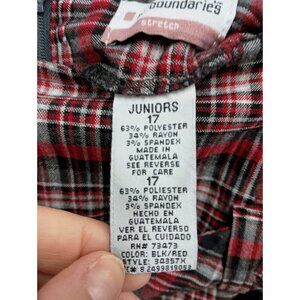 boundaries
stretch
JUNIORS
17
63% POLYESTER
34% RAYON
3% SPANDEX
MADE IN
GUATEMALA
SEE REVERSE
FOR CARE
17
63% POLIESTER
34% RAYON
3% SPANDEX
HECHO EN
GUATEMALA
VER EL REVERSO
PARA EL CUIDADO
RN# 73473
COLOR: BLK/RED
STYLE: 34357X